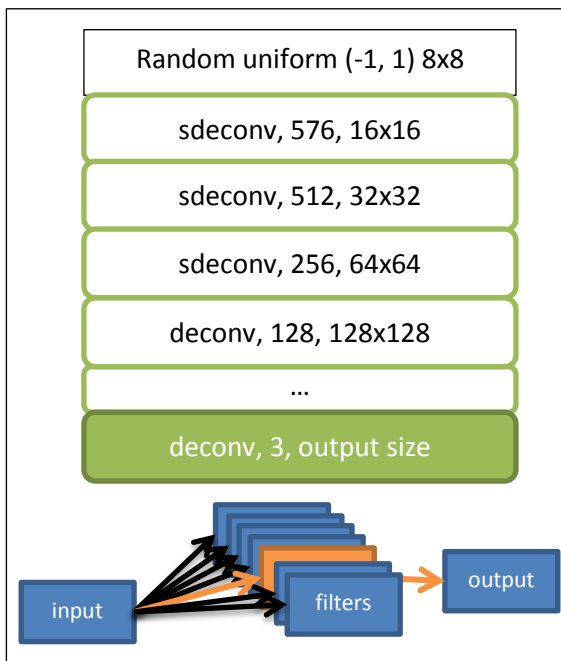 Random uniform (-1, 1) 8x8
sdeconv, 576, 16x16
sdeconv, 512, 32x32
sdeconv, 256, 64x64
deconv, 128, 128x128
...
deconv, 3, output size
input
filters
output